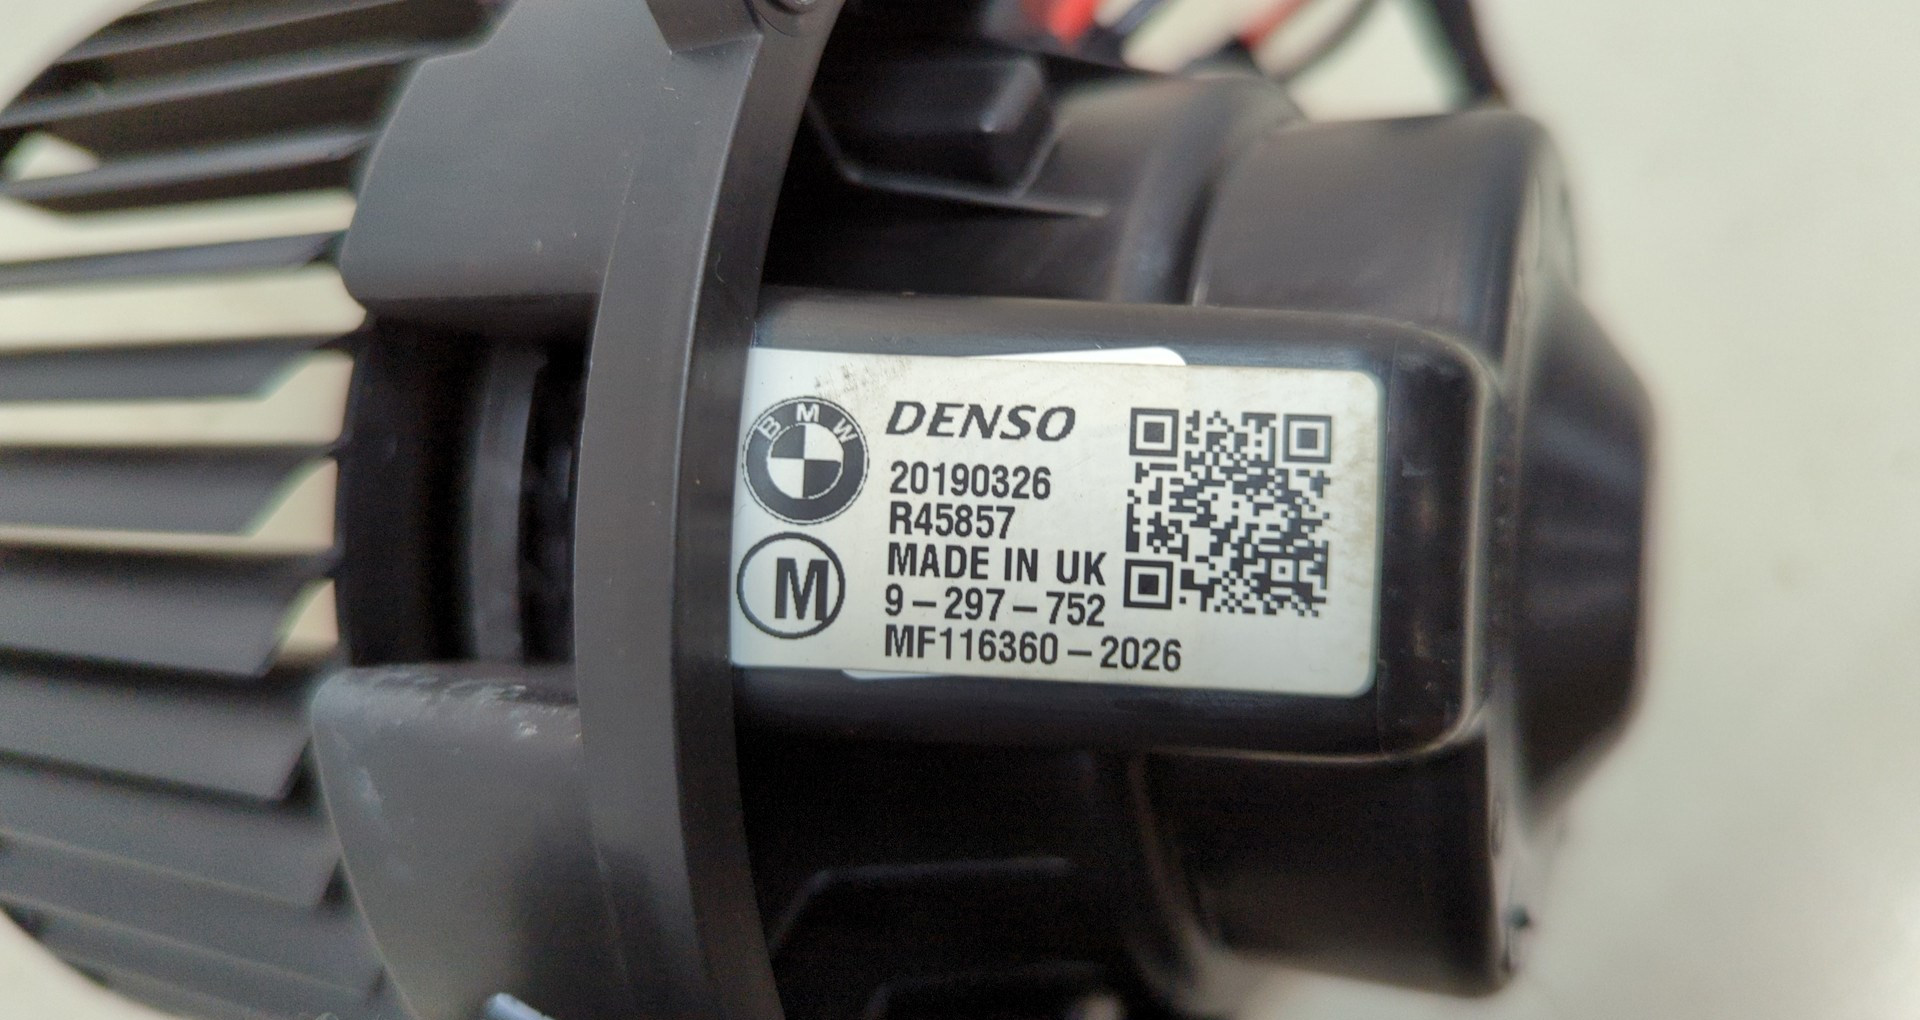 BMW
DENSO
20190326
R45857
M
MADE IN UK
9-297-752
MF116360-2026